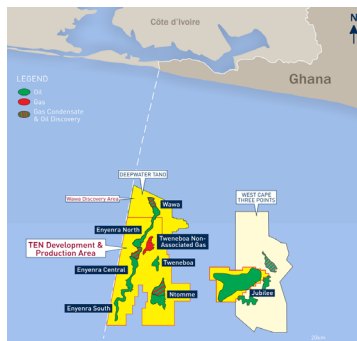 Côte d'Ivoire
N
Ghana
LEGEND
Oil
Gas
Gas Condensate
& Oil Discovery
DEEPWATER TANO
Wawa Discovery Area
Wawa
WEST CAPE
THREE POINTS
Enyenra North
Tweneboa Non-
Associated Gas
TEN Development &
Production Area
Tweneboa
Enyenra Central
Ntomme
Jubilee
Enyenra South
20km